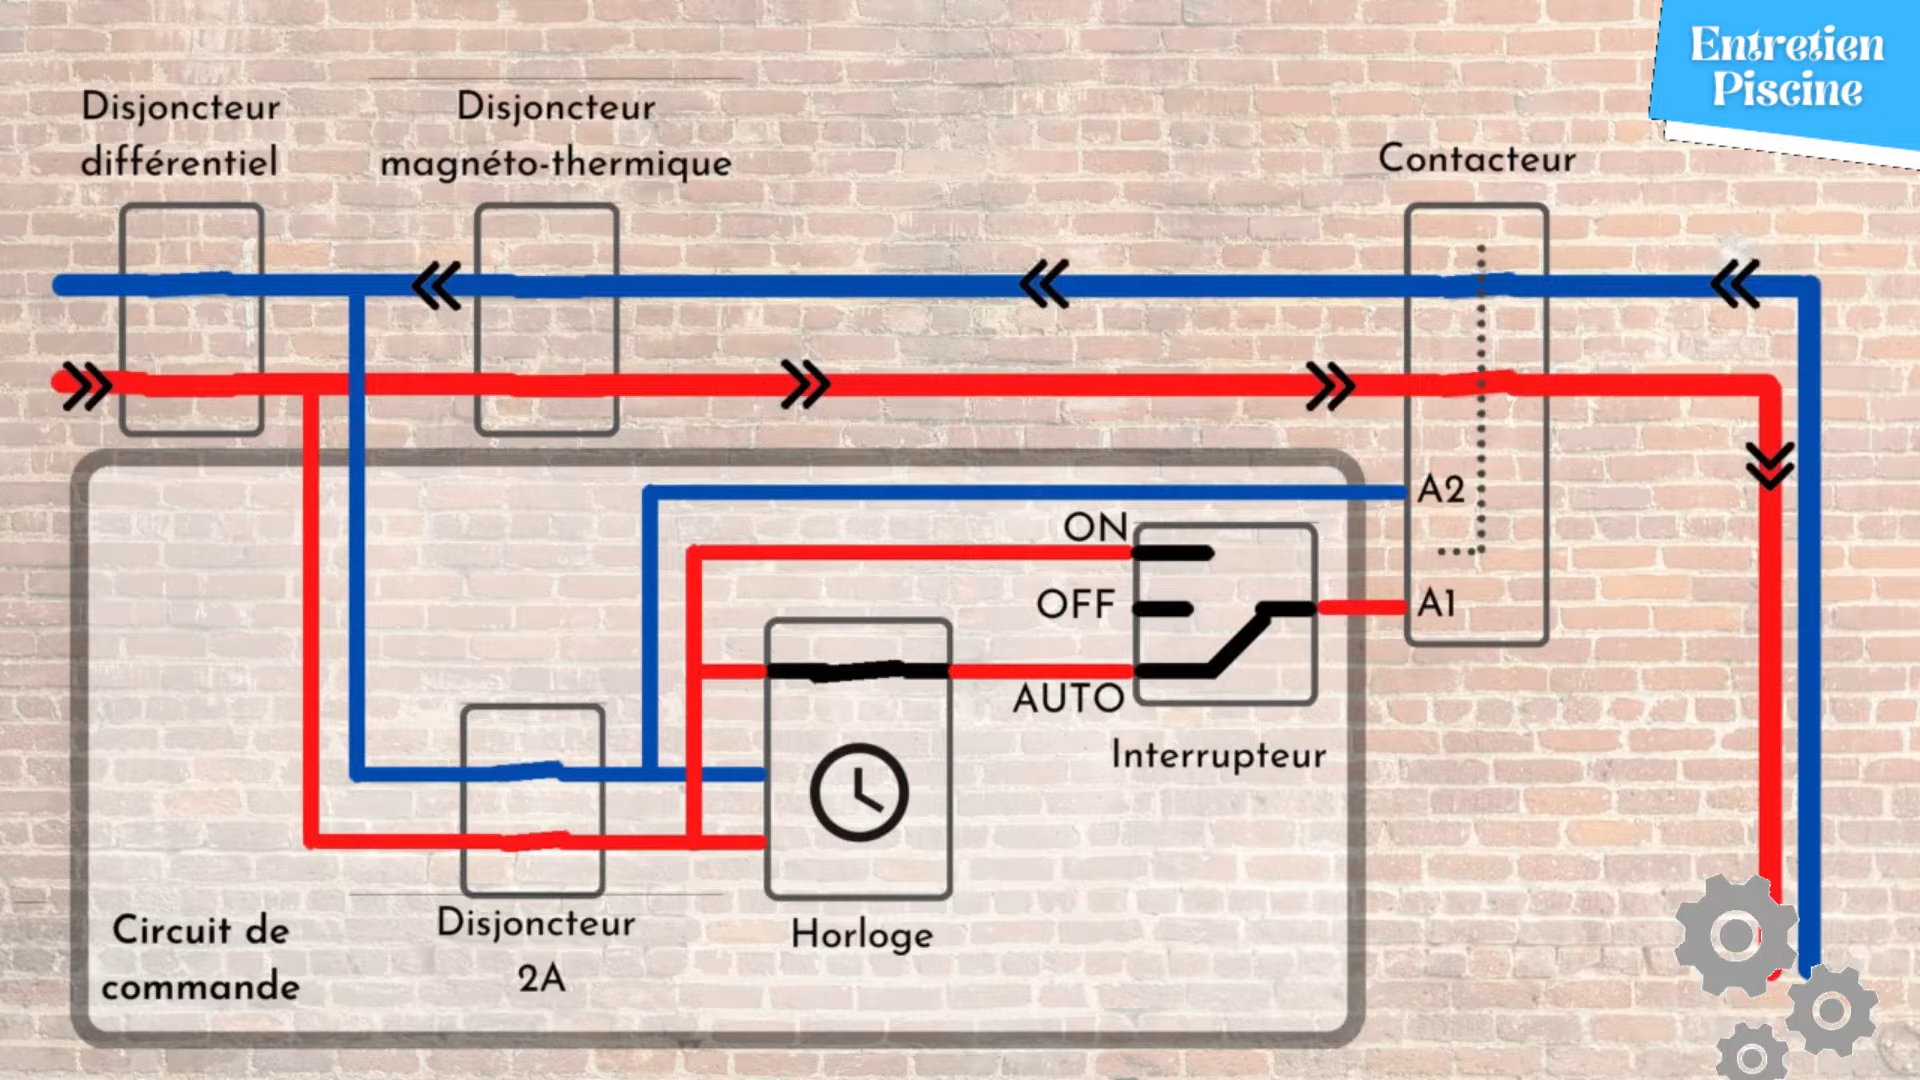 Entretien
Piscine
Disjoncteur
différentiel
Disjoncteur
magnéto-thermique
Contacteur
A2
ON
OFF
A1
AUTO
Interrupteur
Circuit de
commande
Disjoncteur
2A
Horloge